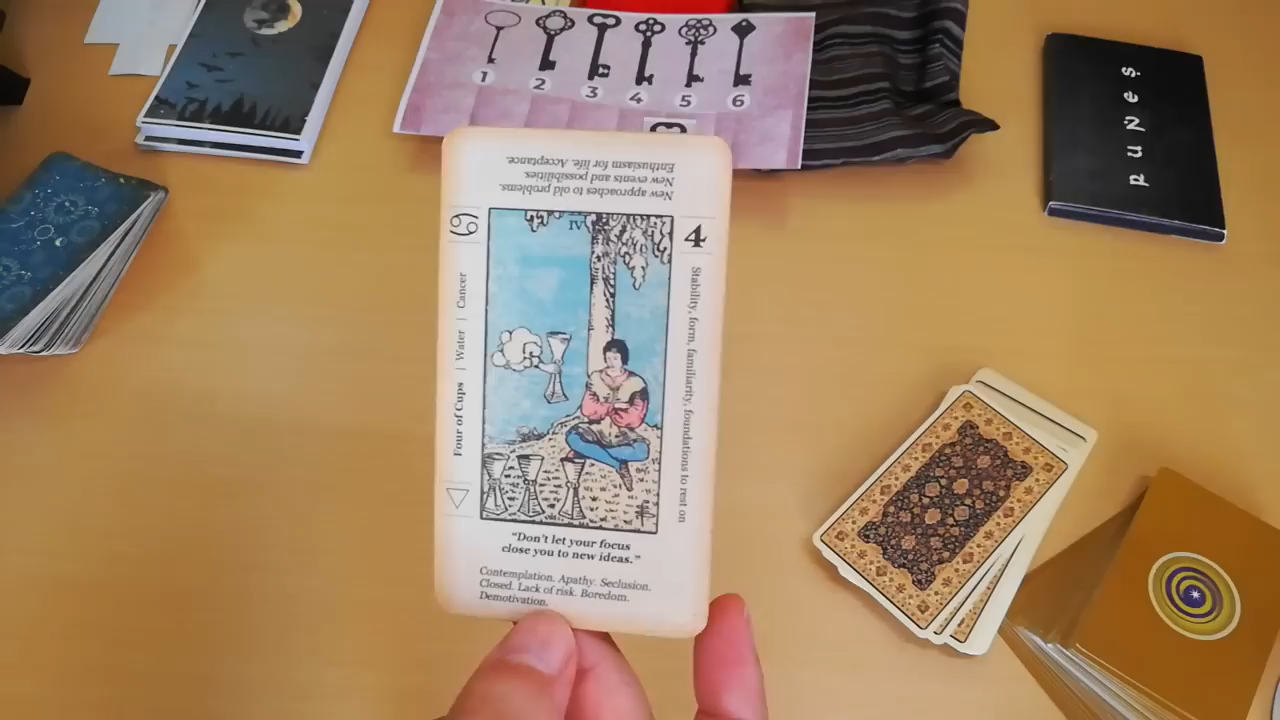 1 2 3 4 5 6
RUNES
New approaches to old problems.
New events and possibilities.
Enthusiasm for life. Acceptance.
4
Stability, form, familiarity, foundations to rest on
IV
Four of Cups | Water | Cancer
"Don't let your focus
close you to new ideas."
Contemplation. Apathy. Seclusion.
Closed. Lack of risk. Boredom.
Demotivation.